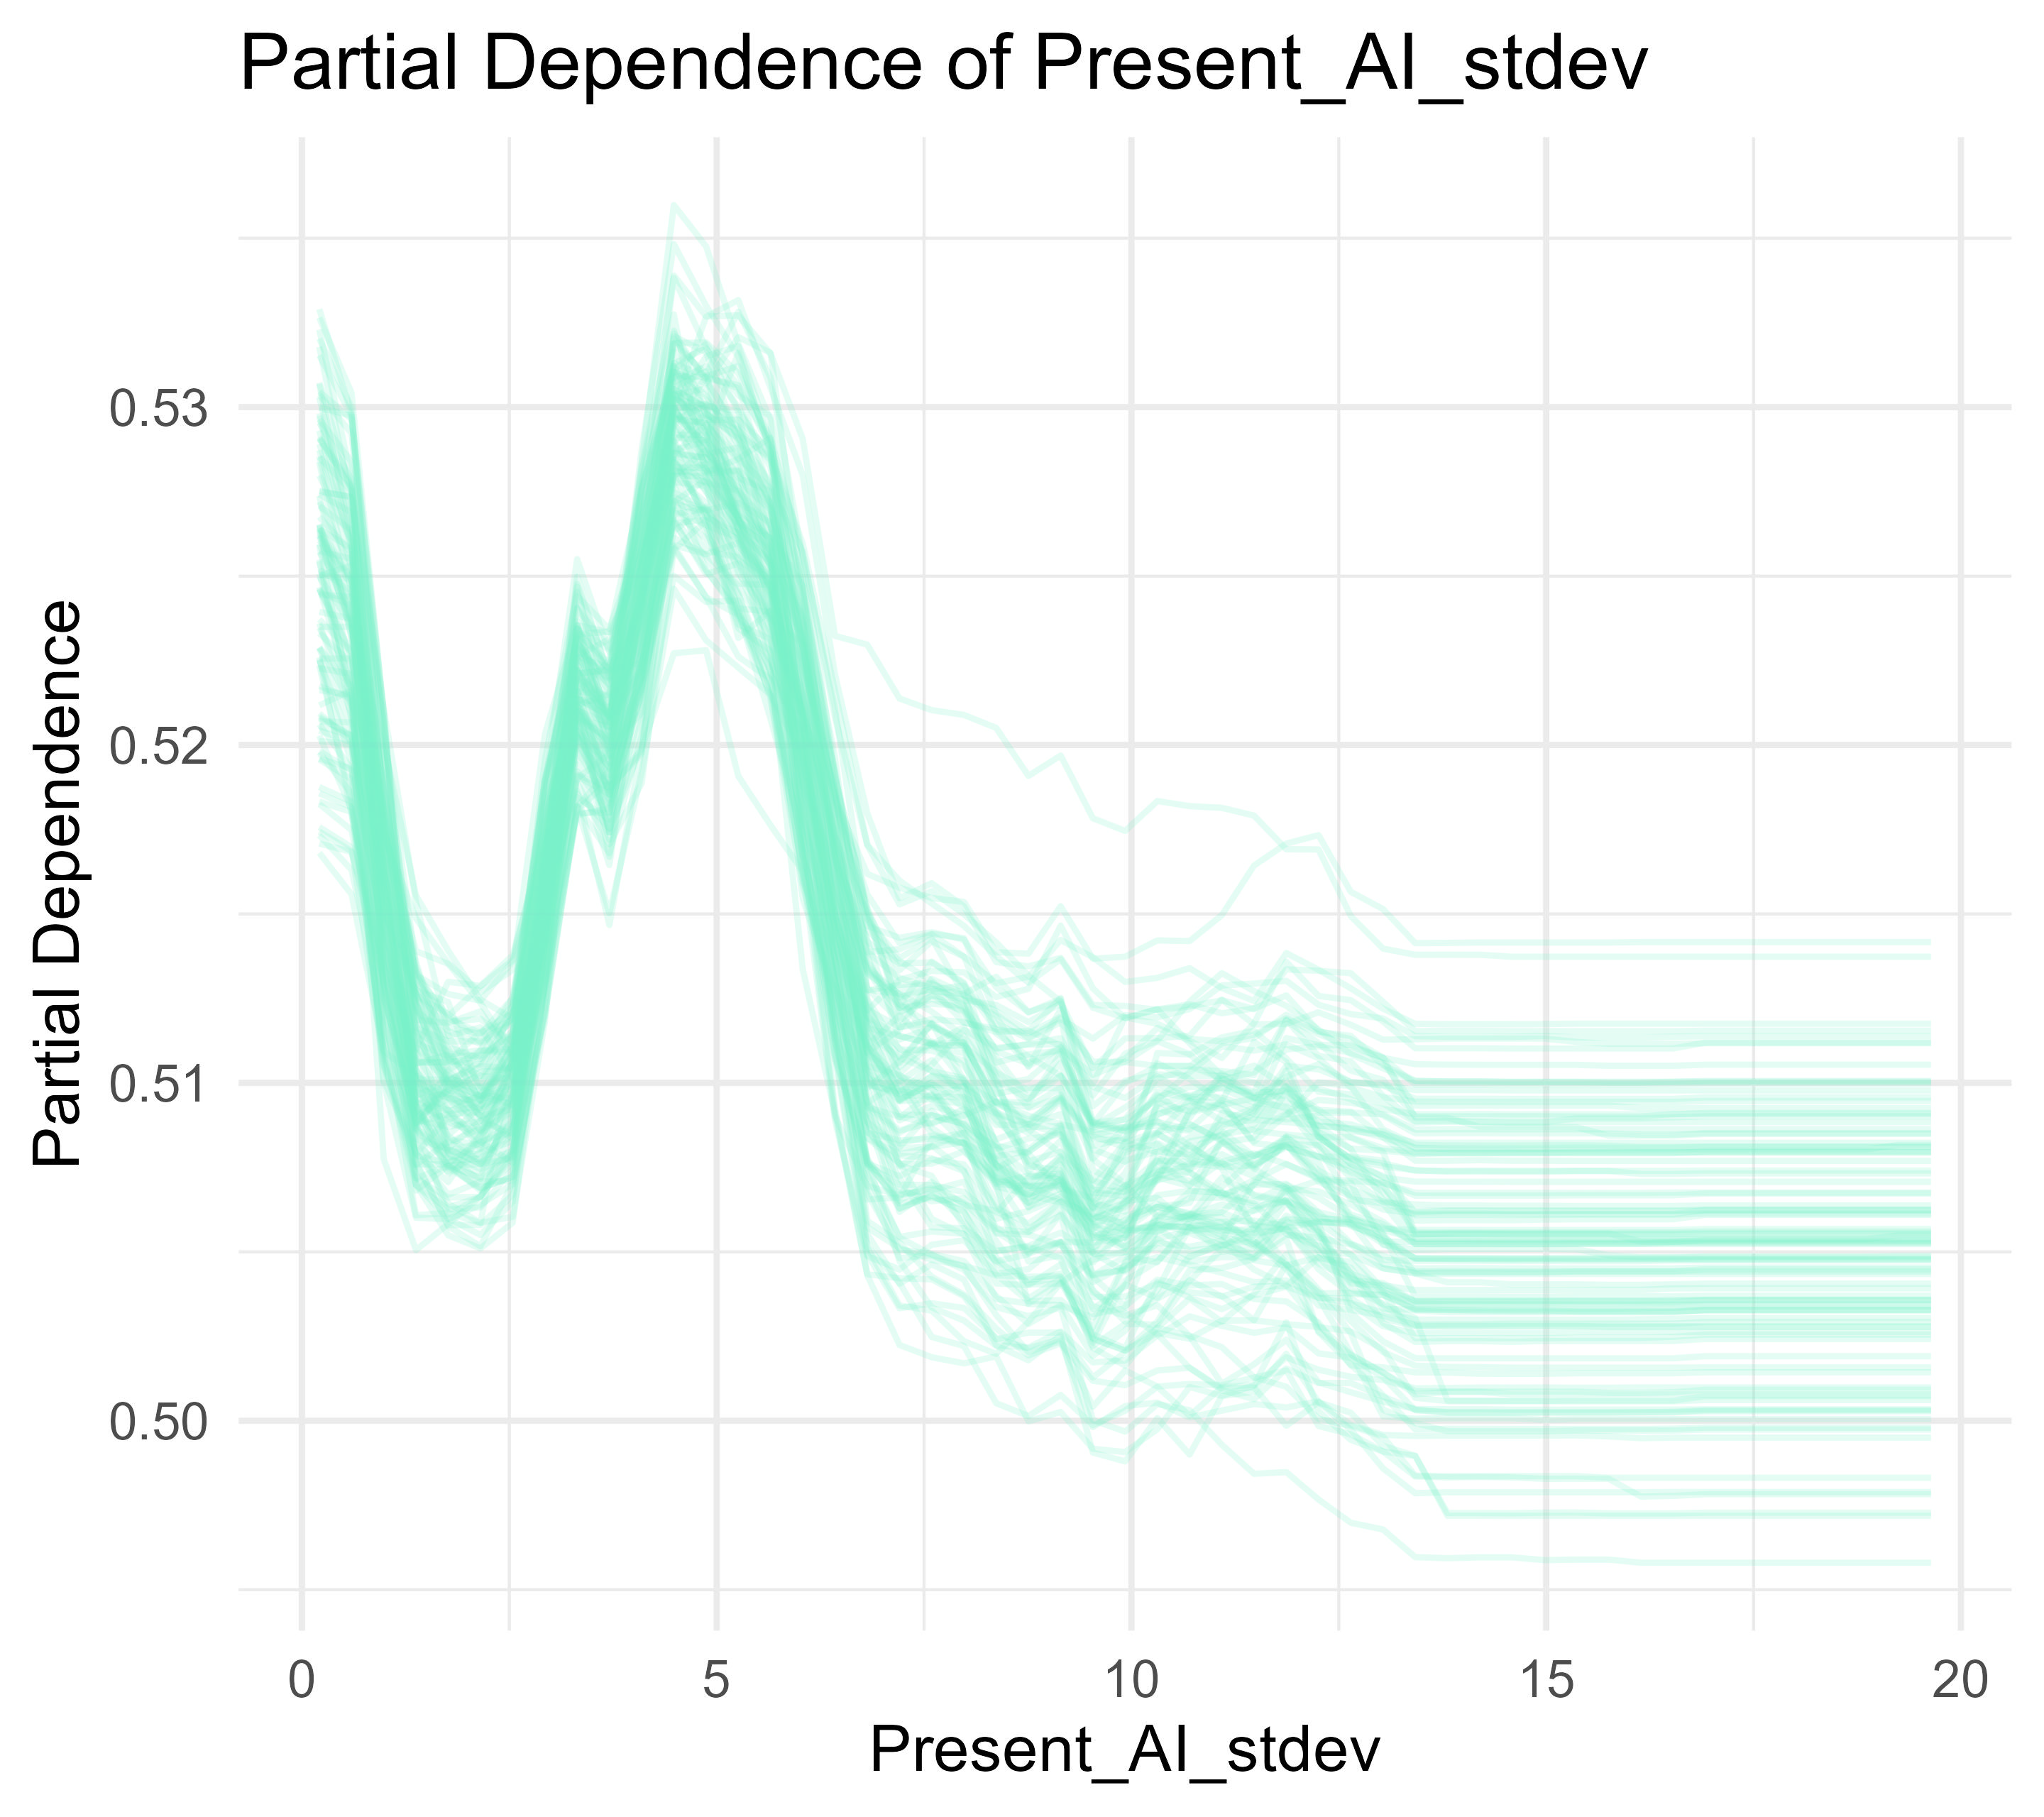 Partial Dependence of Present_AI_stdev
Partial Dependence
0.53
0.52
0.51
0.50
0 5 10 15 20
Present_AI_stdev